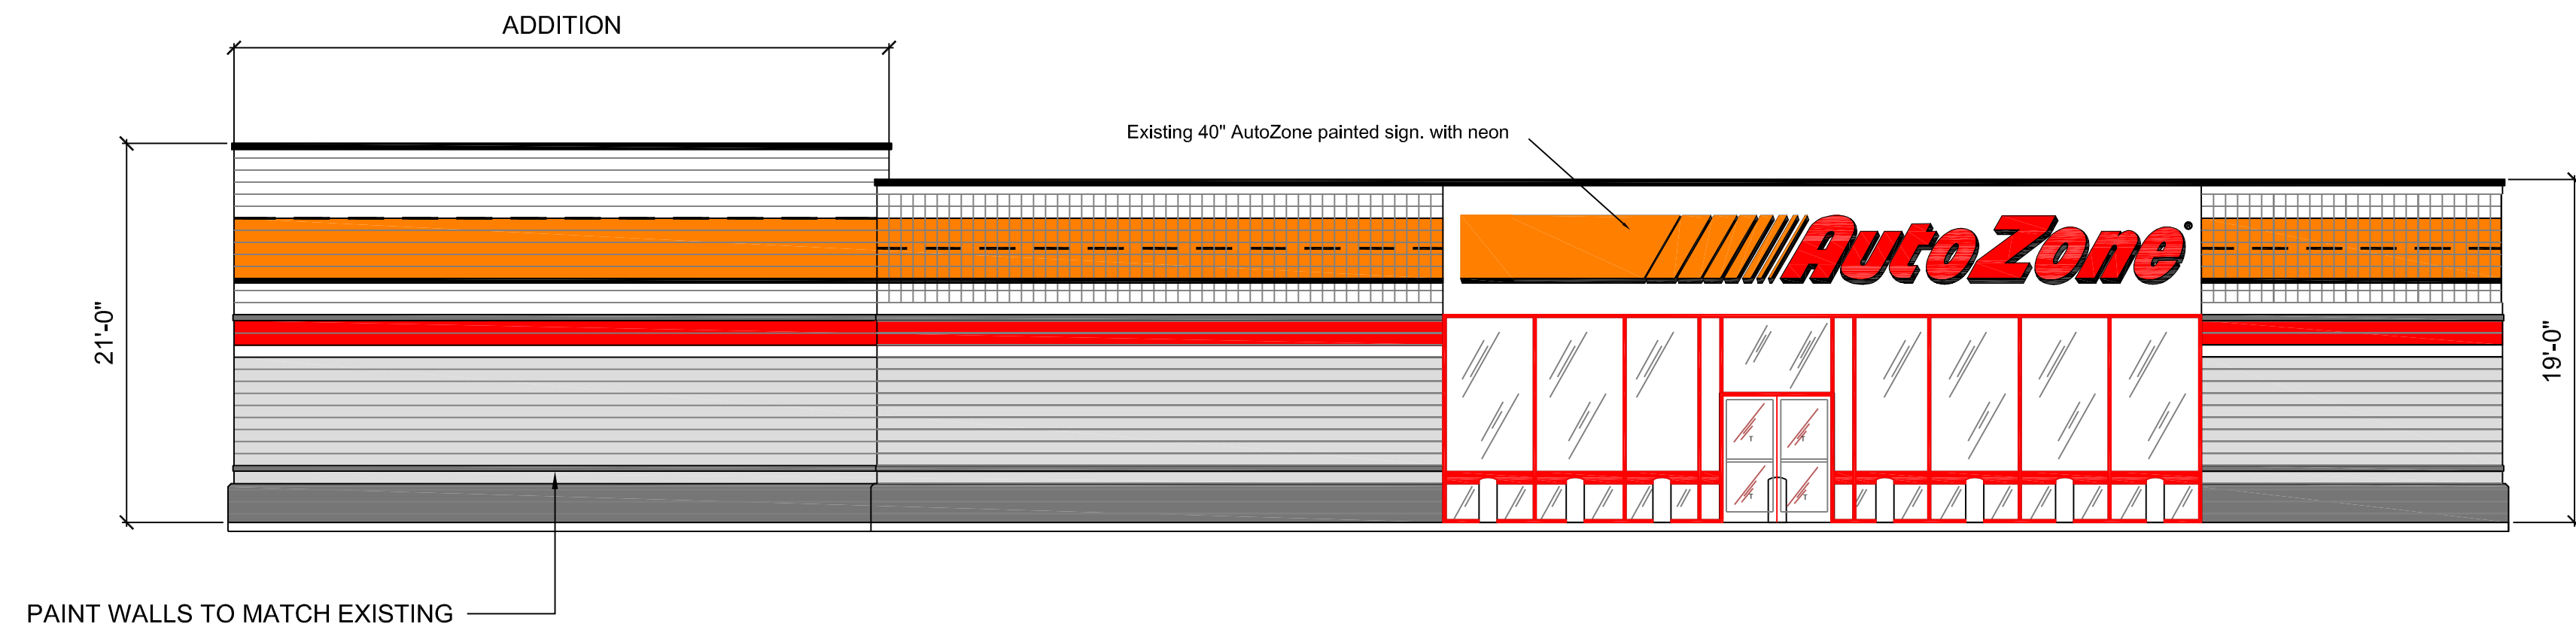 ADDITION
Existing 40" AutoZone painted sign. with neon
AutoZone®
21'-0"
19'-0"
T T
T T
PAINT WALLS TO MATCH EXISTING